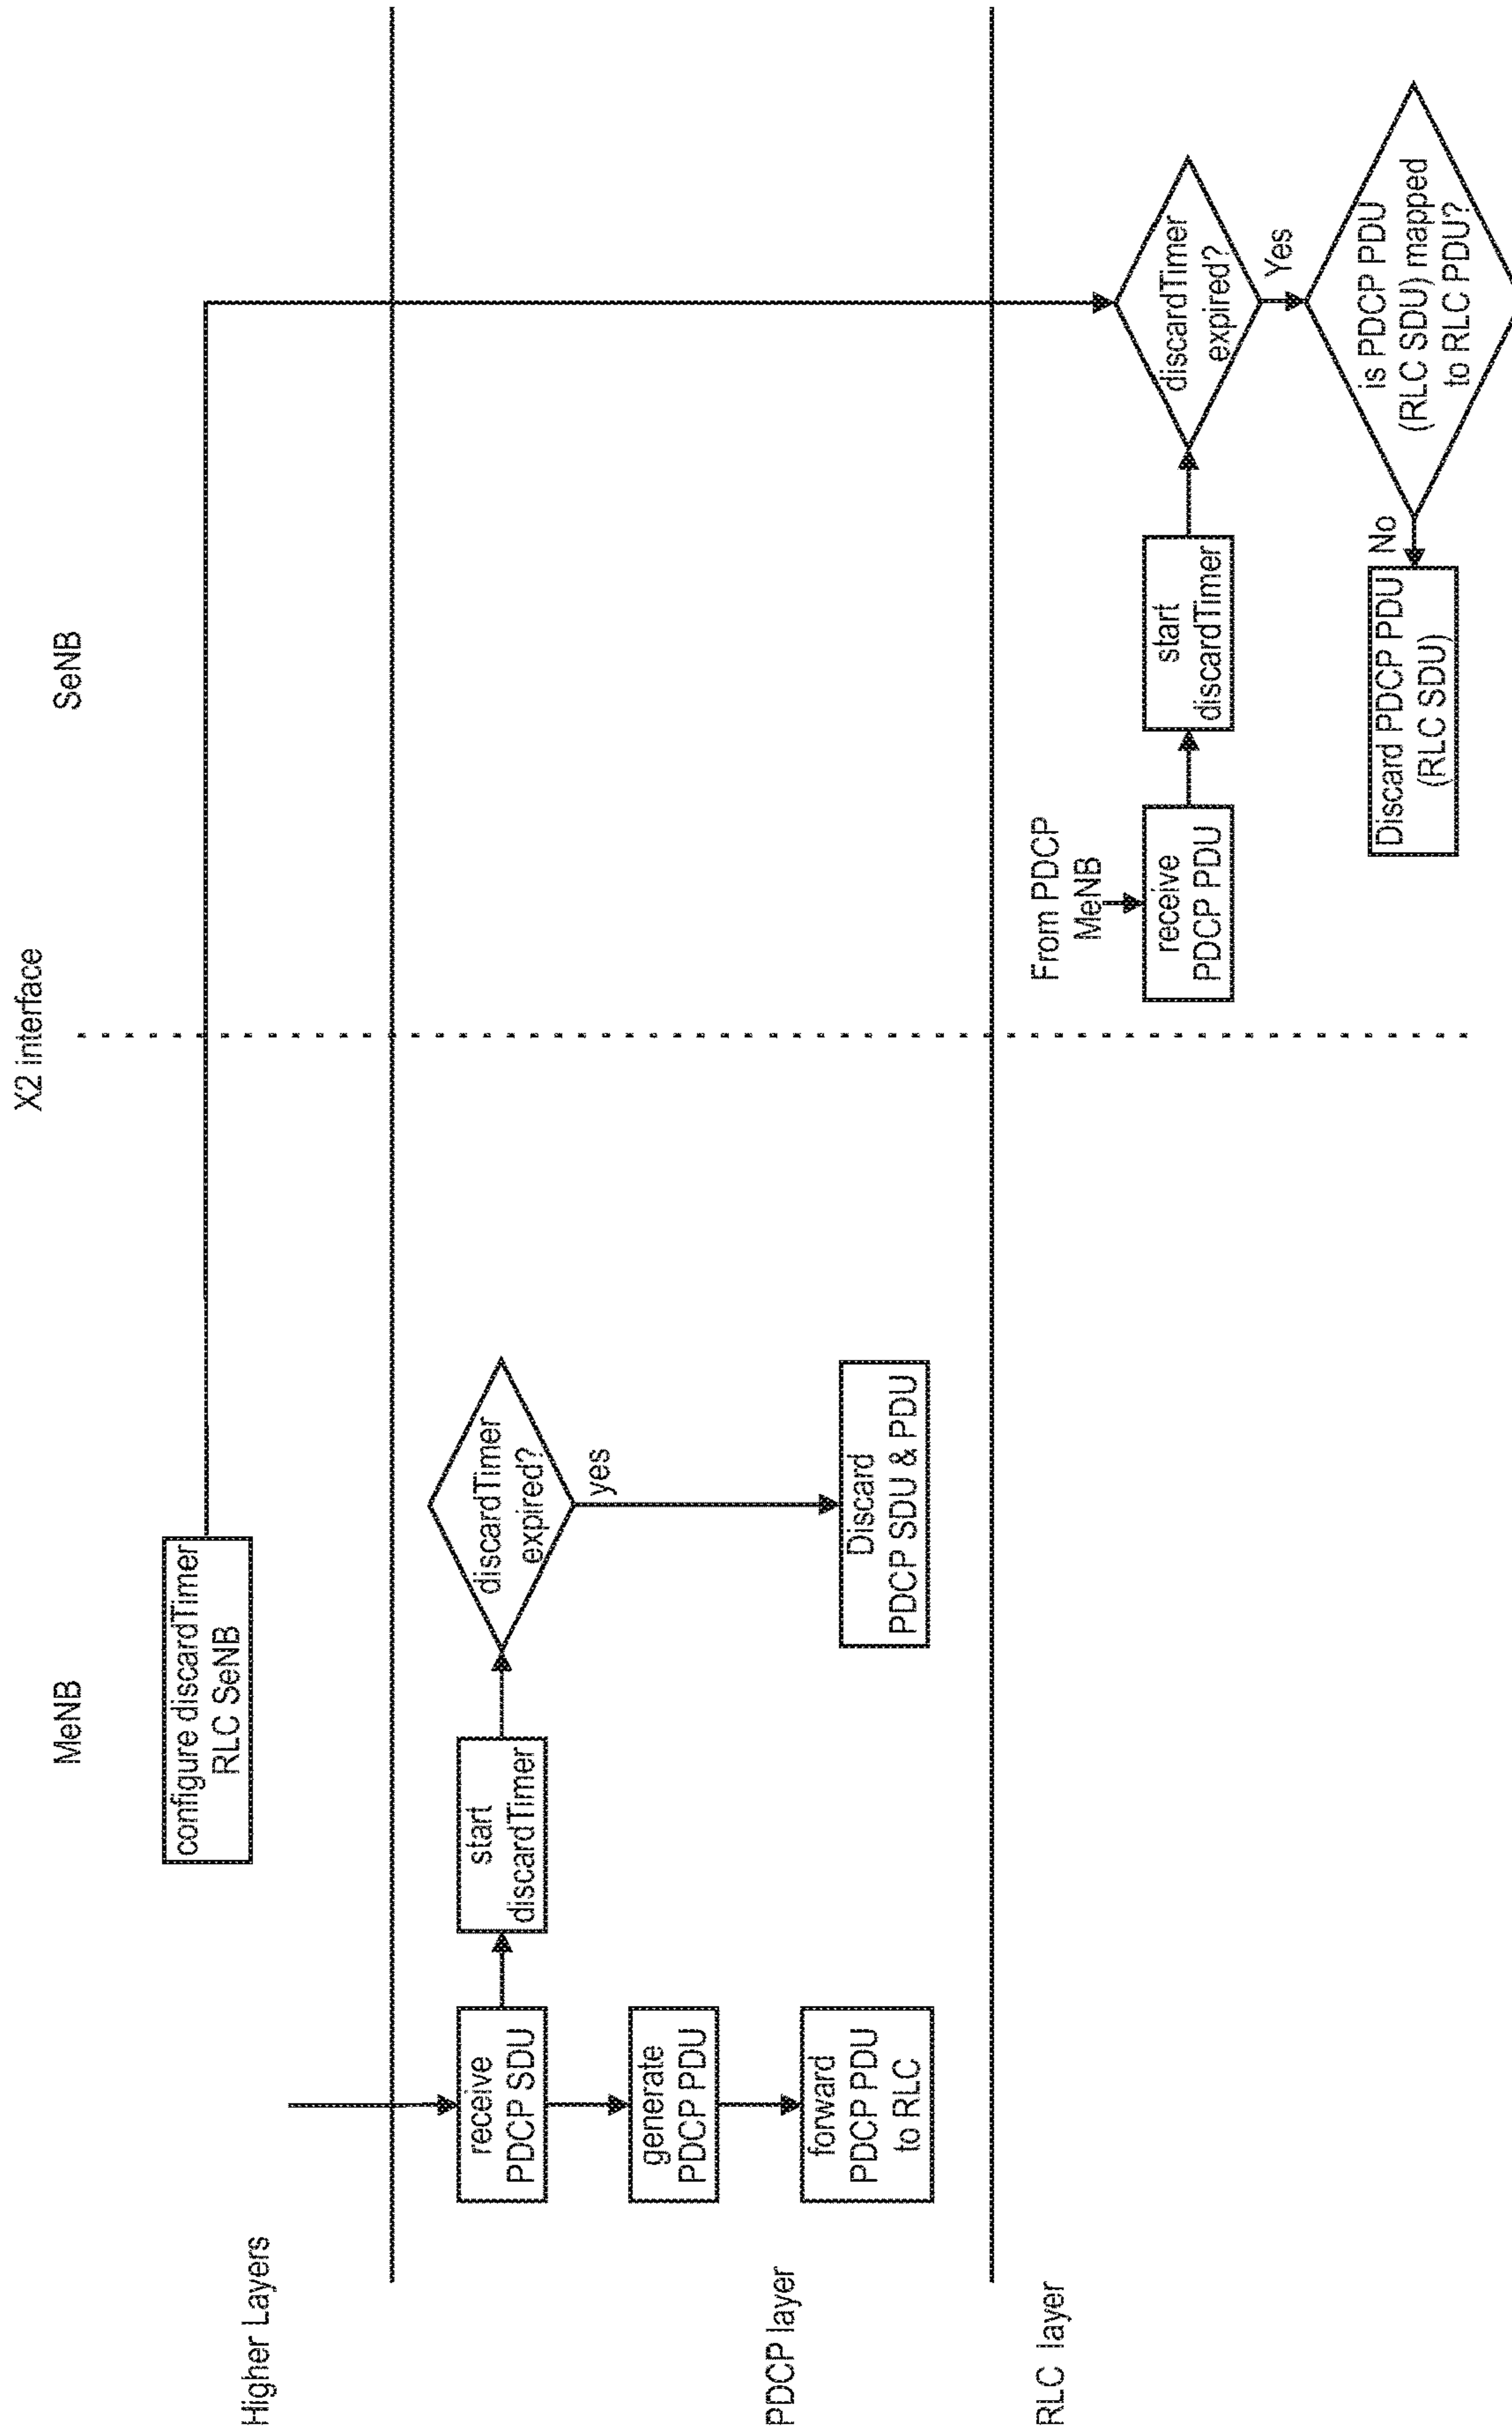 X2 interface
MeNB
SeNB
Higher Layers
configure discardTimer
RLC SeNB
PDCP layer
receive
PDCP SDU
start
discardTimer
discardTimer
expired?
yes
generate
PDCP PDU
forward
PDCP PDU
to RLC
Discard
PDCP SDU & PDU
RLC layer
From PDCP
MeNB
receive
PDCP PDU
start
discardTimer
discardTimer
expired?
Yes
is PDCP PDU
(RLC SDU) mapped
to RLC PDU?
No
Discard PDCP PDU
(RLC SDU)